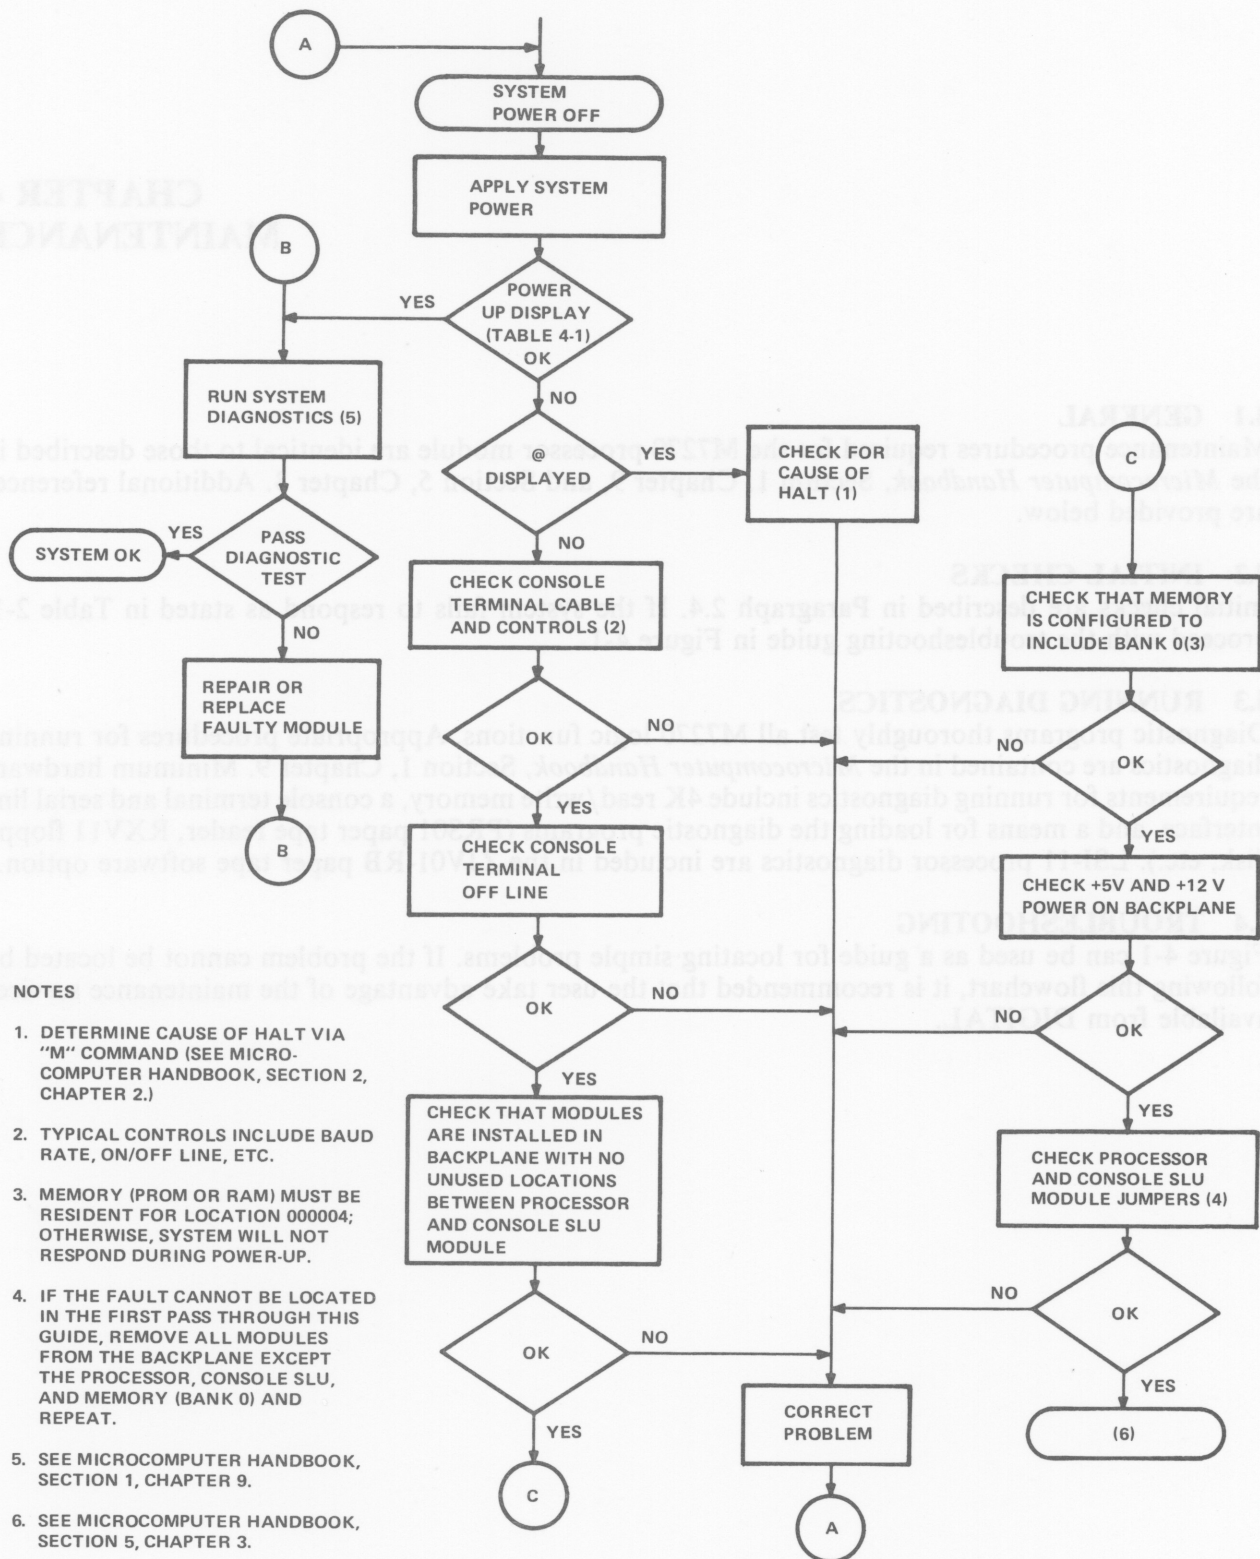 A
SYSTEM
POWER OFF
APPLY SYSTEM
POWER
B
YES
POWER
UP DISPLAY
(TABLE 4-1)
OK
NO
RUN SYSTEM
DIAGNOSTICS (5)
@
DISPLAYED
YES
CHECK FOR
CAUSE OF
HALT (1)
C
NO
YES
SYSTEM OK
PASS
DIAGNOSTIC
TEST
NO
CHECK CONSOLE
TERMINAL CABLE
AND CONTROLS (2)
CHECK THAT MEMORY
IS CONFIGURED TO
INCLUDE BANK 0(3)
REPAIR OR
REPLACE
FAULTY MODULE
OK
NO
NO
OK
YES
YES
B
CHECK CONSOLE
TERMINAL
OFF LINE
CHECK +5V AND +12 V
POWER ON BACKPLANE
OK
NO
NO
OK
YES
YES
CHECK THAT MODULES
ARE INSTALLED IN
BACKPLANE WITH NO
UNUSED LOCATIONS
BETWEEN PROCESSOR
AND CONSOLE SLU
MODULE
CHECK PROCESSOR
AND CONSOLE SLU
MODULE JUMPERS (4)
OK
NO
NO
OK
YES
YES
C
CORRECT
PROBLEM
(6)
A
NOTES
1. DETERMINE CAUSE OF HALT VIA
"M" COMMAND (SEE MICRO-
COMPUTER HANDBOOK, SECTION 2,
CHAPTER 2.)
2. TYPICAL CONTROLS INCLUDE BAUD
RATE, ON/OFF LINE, ETC.
3. MEMORY (PROM OR RAM) MUST BE
RESIDENT FOR LOCATION 000004;
OTHERWISE, SYSTEM WILL NOT
RESPOND DURING POWER-UP.
4. IF THE FAULT CANNOT BE LOCATED
IN THE FIRST PASS THROUGH THIS
GUIDE, REMOVE ALL MODULES
FROM THE BACKPLANE EXCEPT
THE PROCESSOR, CONSOLE SLU,
AND MEMORY (BANK 0) AND
REPEAT.
5. SEE MICROCOMPUTER HANDBOOK,
SECTION 1, CHAPTER 9.
6. SEE MICROCOMPUTER HANDBOOK,
SECTION 5, CHAPTER 3.